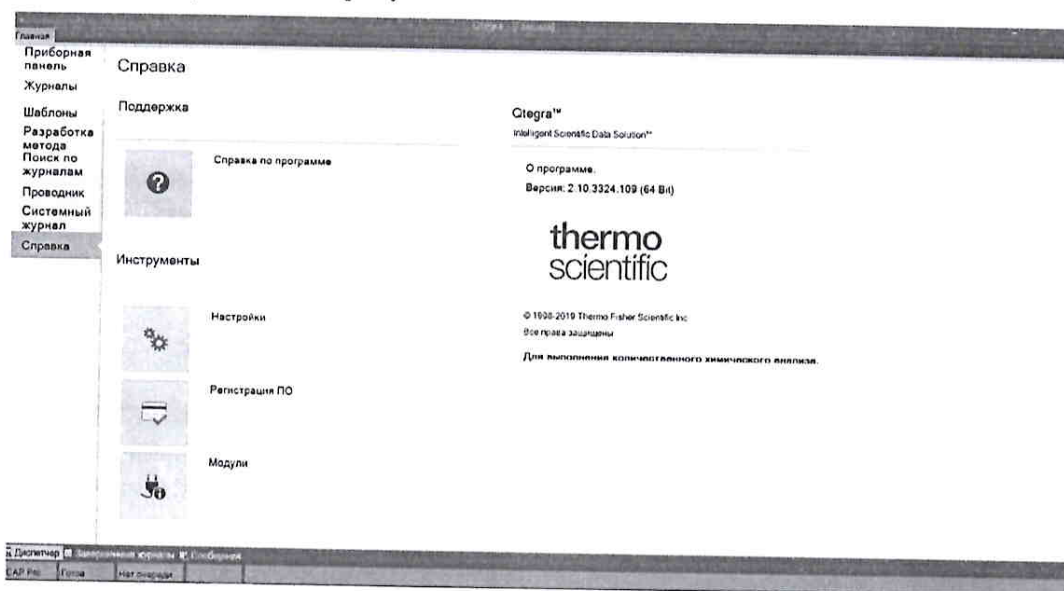 Главная
Приборная
панель
Журналы
Шаблоны
Разработка
метода
Поиск по
журналам
Проводник
Системный
журнал
Справка
Справка
Поддержка
Справка по программе
Инструменты
Настройки
Регистрация ПО
Модули
Qtegra™
Intelligent Scientific Data Solution™
О программе.
Версия: 2.10.3324.109 (64 Bit)
thermo
scientific
© 1998-2019 Thermo Fisher Scientific Inc
Все права защищены
Для выполнения количественного химического анализа.
Диспетчер
Готов
Нет очереди